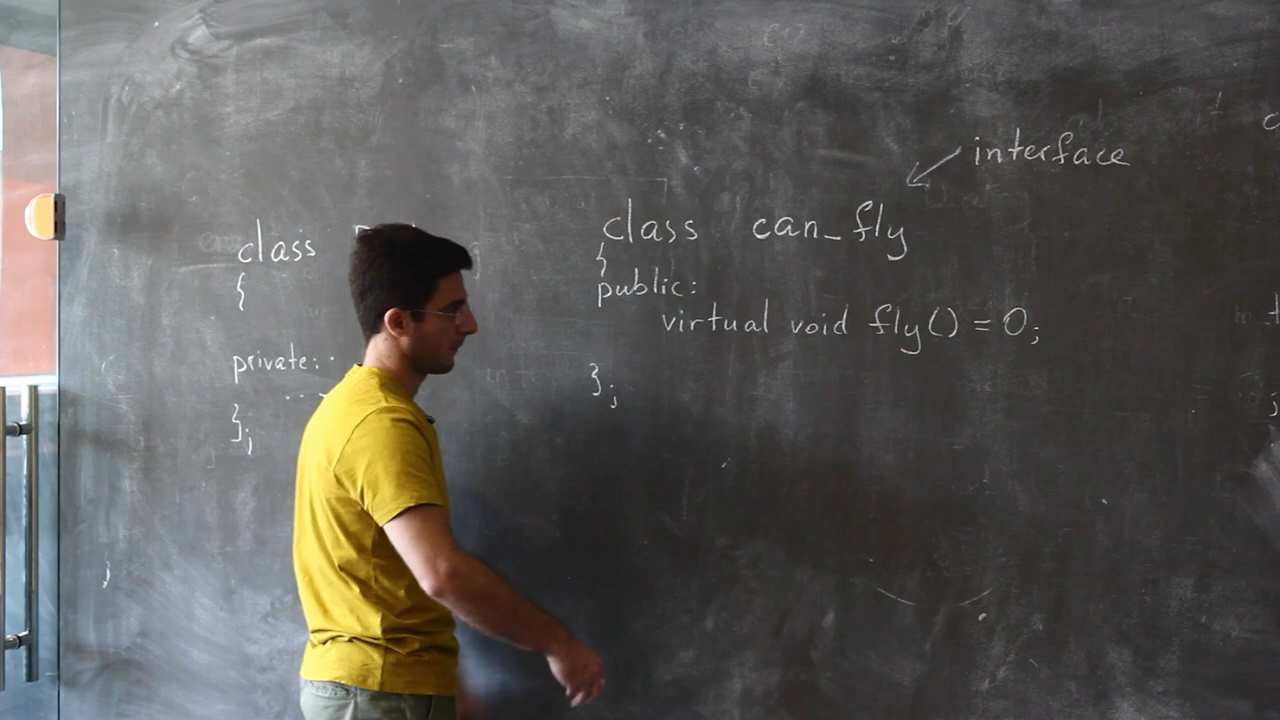 interface
class
{
private:
...
};
class can_fly
{
public:
virtual void fly() = 0;
};